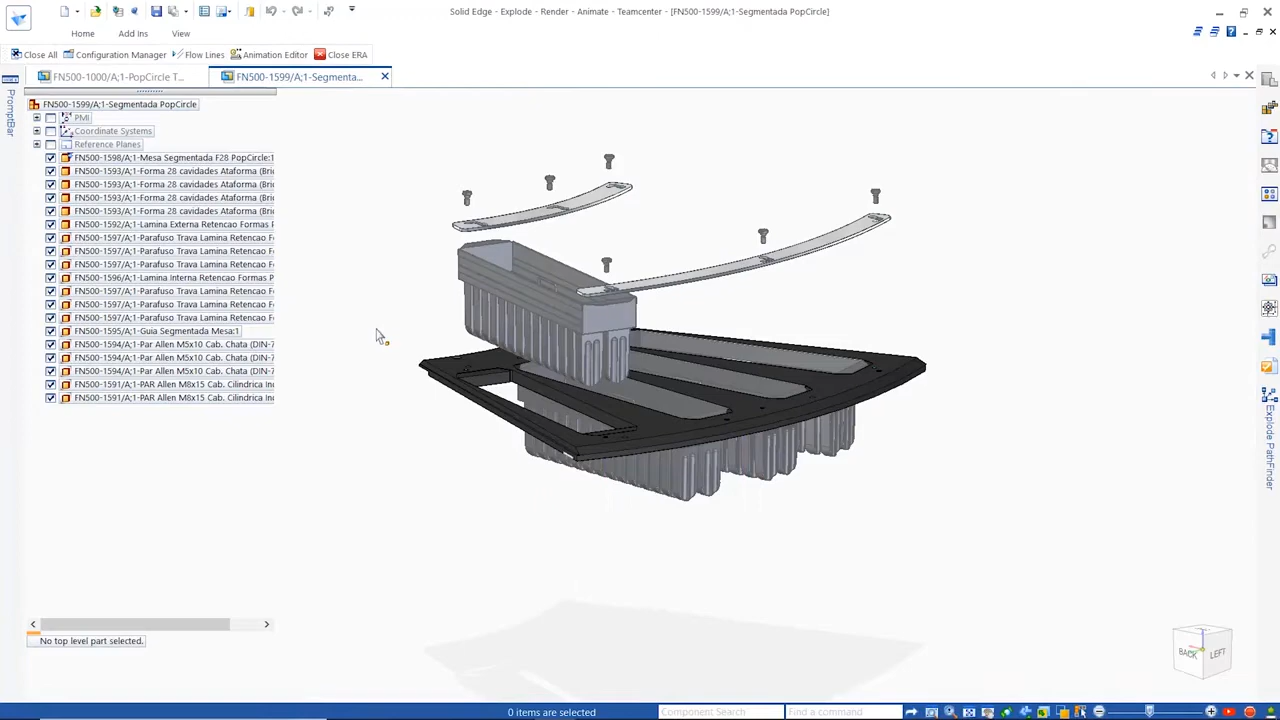 Solid Edge - Explode - Render - Animate - Teamcenter - [FN500-1599/A;1-Segmentada PopCircle]
Home Add Ins View
Close All Configuration Manager Flow Lines Animation Editor Close ERA
FN500-1000/A;1-PopCircle T... FN500-1599/A;1-Segmenta...
PromptBar
FN500-1599/A;1-Segmentada PopCircle
PMI
Coordinate Systems
Reference Planes
FN500-1598/A;1-Mesa Segmentada F28 PopCircle:1
FN500-1593/A;1-Forma 28 cavidades Ataforma (Bri
FN500-1593/A;1-Forma 28 cavidades Ataforma (Bri
FN500-1593/A;1-Forma 28 cavidades Ataforma (Bri
FN500-1593/A;1-Forma 28 cavidades Ataforma (Bri
FN500-1592/A;1-Lamina Externa Retencao Formas P
FN500-1597/A;1-Parafuso Trava Lamina Retencao F
FN500-1597/A;1-Parafuso Trava Lamina Retencao F
FN500-1597/A;1-Parafuso Trava Lamina Retencao F
FN500-1596/A;1-Lamina Interna Retencao Formas P
FN500-1597/A;1-Parafuso Trava Lamina Retencao F
FN500-1597/A;1-Parafuso Trava Lamina Retencao F
FN500-1597/A;1-Parafuso Trava Lamina Retencao F
FN500-1595/A;1-Guia Segmentada Mesa:1
FN500-1594/A;1-Par Allen M5x10 Cab. Chata (DIN-7
FN500-1594/A;1-Par Allen M5x10 Cab. Chata (DIN-7
FN500-1594/A;1-Par Allen M5x10 Cab. Chata (DIN-7
FN500-1591/A;1-PAR Allen M8x15 Cab. Cilindrica In
FN500-1591/A;1-PAR Allen M8x15 Cab. Cilindrica In
Explode PathFinder
No top level part selected.
BACK LEFT
0 items are selected Component Search Find a command